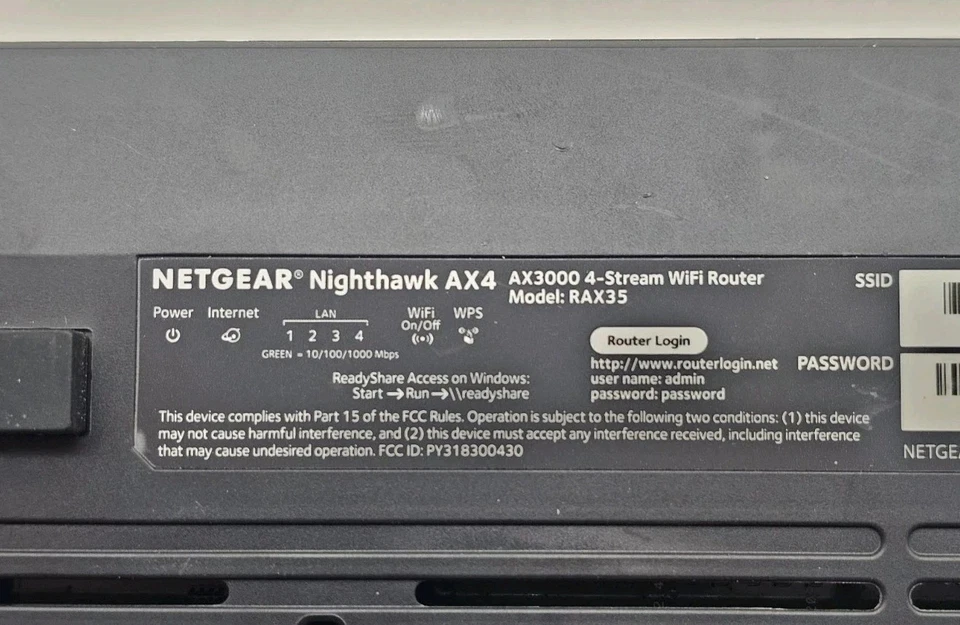 NETGEAR® Nighthawk AX4 AX3000 4-Stream WiFi Router
Model: RAX35
SSID
Power Internet LAN WiFi On/Off WPS
1 2 3 4
GREEN = 10/100/1000 Mbps
Router Login
http://www.routerlogin.net
user name: admin
password: password
PASSWORD
ReadyShare Access on Windows:
Start →Run→\\readyshare
This device complies with Part 15 of the FCC Rules. Operation is subject to the following two conditions: (1) this device
may not cause harmful interference, and (2) this device must accept any interference received, including interference
that may cause undesired operation. FCC ID: PY318300430
NETGEA